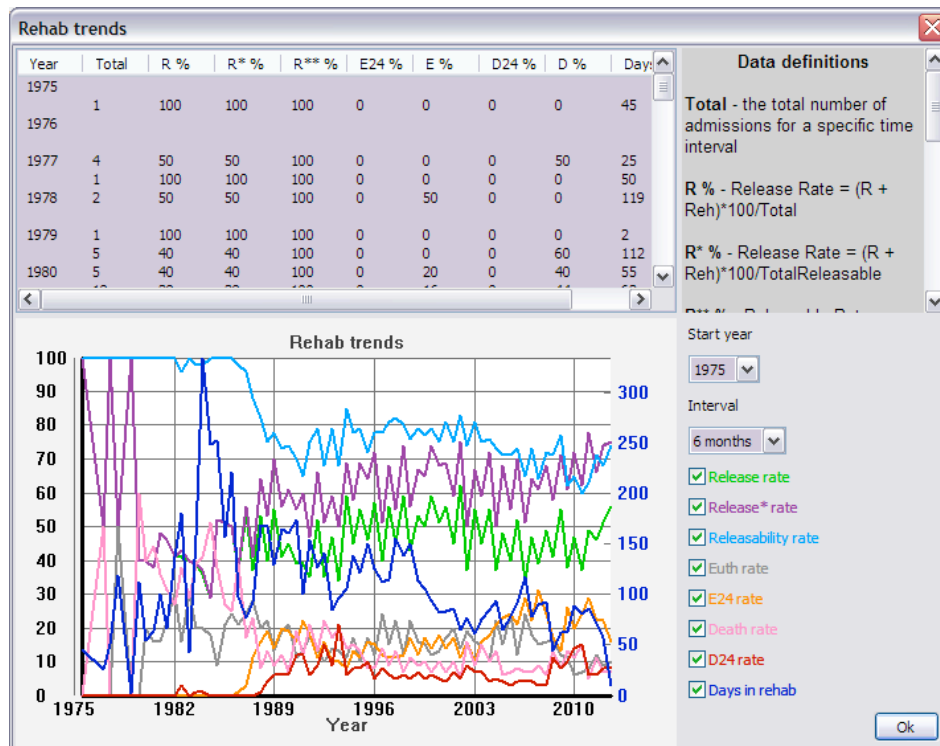 Rehab trends
Year Total R % R* % R** % E24 % E % D24 % D % Days
1975
1 100 100 100 0 0 0 0 45
1976
1977 4 50 50 100 0 0 0 50 25
1 100 100 100 0 0 0 0 50
1978 2 50 50 100 0 50 0 0 119
1979 1 100 100 100 0 0 0 0 2
5 40 40 100 0 0 0 60 112
1980 5 40 40 100 0 20 0 40 55
Data definitions
Total - the total number of
admissions for a specific time
interval
R % - Release Rate = (R +
Reh)*100/Total
R* % - Release Rate = (R +
Reh)*100/TotalReleasable
Rehab trends
100
90
80
70
60
50
40
30
20
10
0
300
250
200
150
100
50
0
1975 1982 1989 1996 2003 2010
Year
Start year
1975
Interval
6 months
Release rate
Release* rate
Releasability rate
Euth rate
E24 rate
Death rate
D24 rate
Days in rehab
Ok